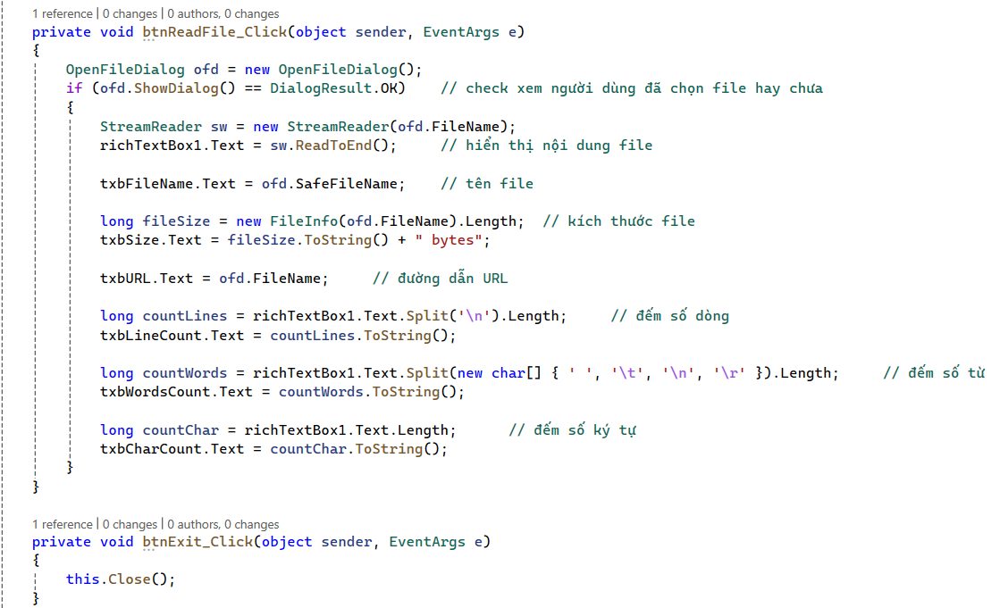 1 reference | 0 changes | 0 authors, 0 changes
private void btnReadFile_Click(object sender, EventArgs e)
{
    OpenFileDialog ofd = new OpenFileDialog();
    if (ofd.ShowDialog() == DialogResult.OK)    // check xem người dùng đã chọn file hay chưa
    {
        StreamReader sw = new StreamReader(ofd.FileName);
        richTextBox1.Text = sw.ReadToEnd();     // hiển thị nội dung file

        txbFileName.Text = ofd.SafeFileName;    // tên file

        long fileSize = new FileInfo(ofd.FileName).Length;  // kích thước file
        txbSize.Text = fileSize.ToString() + " bytes";

        txbURL.Text = ofd.FileName;     // đường dẫn URL

        long countLines = richTextBox1.Text.Split('\n').Length;     // đếm số dòng
        txbLineCount.Text = countLines.ToString();

        long countWords = richTextBox1.Text.Split(new char[] { ' ', '\t', '\n', '\r' }).Length;     // đếm số từ
        txbWordsCount.Text = countWords.ToString();

        long countChar = richTextBox1.Text.Length;      // đếm số ký tự
        txbCharCount.Text = countChar.ToString();
    }
}

1 reference | 0 changes | 0 authors, 0 changes
private void btnExit_Click(object sender, EventArgs e)
{
    this.Close();
}